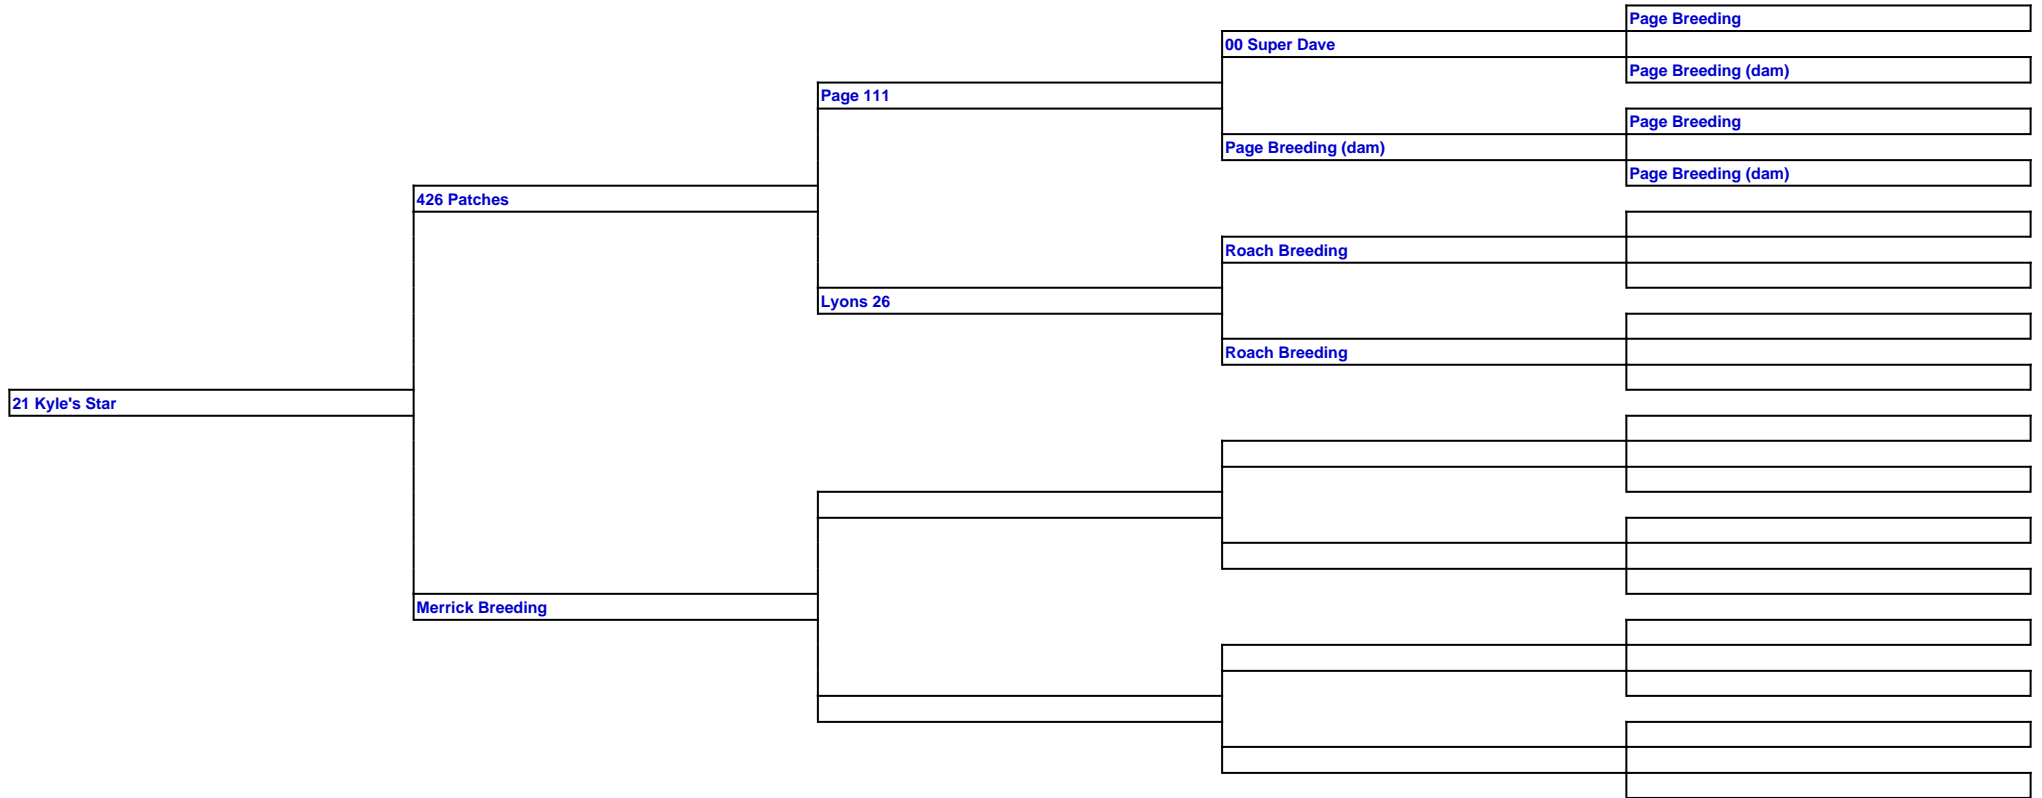 Page Breeding
00 Super Dave
Page Breeding (dam)
Page 111
Page Breeding
Page Breeding (dam)
Page Breeding (dam)
426 Patches
Roach Breeding
Lyons 26
Roach Breeding
21 Kyle's Star
Merrick Breeding